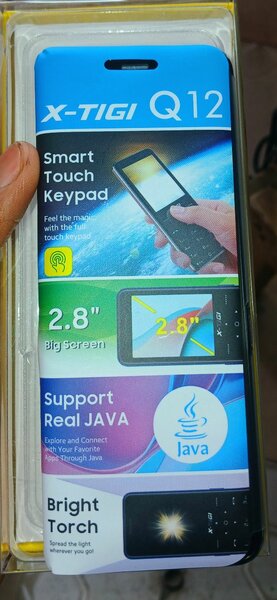 X-TIGI Q12
Smart
Touch
Keypad
Feel the magic
with the full
touch keypad
2.8"
Big Screen
2.8"
X-TIGI
Support
Real JAVA
Explore and Connect
with Your Favorite
Apps Through Java
Java
Bright
Torch
Spread the light
wherever you go!
X-TIGI